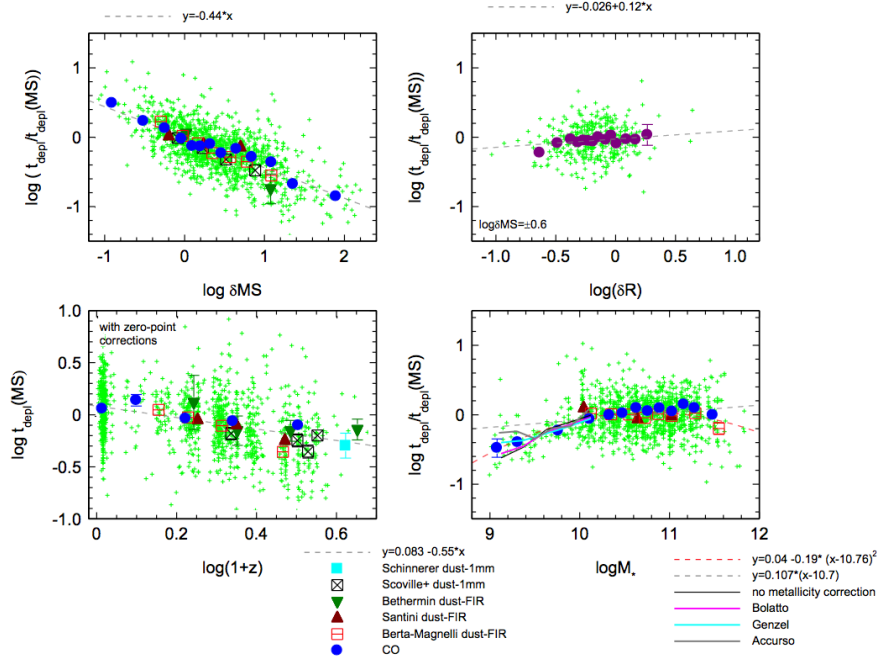 y=-0.44*x
y=-0.026+0.12*x
log ( t_depl/t_depl(MS))
1
0
-1
0
1
2
log δMS
log (t_depl/t_depl(MS))
1
0
-1
logδMS=±0.6
-1.0
-0.5
0.0
0.5
1.0
log(δR)
log t_depl(MS)
1.0
0.5
0.0
-0.5
-1.0
with zero-point
corrections
0.0
0.2
0.4
0.6
log(1+z)
log t_depl/t_depl(MS)
2
1
0
-1
9
10
11
12
logM*
y=0.083 -0.55*x
Schinnerer dust-1mm
Scoville+ dust-1mm
Bethermin dust-FIR
Santini dust-FIR
Berta-Magnelli dust-FIR
CO
y=0.04 -0.19* (x-10.76)²
y=0.107*(x-10.7)
no metallicity correction
Bolatto
Genzel
Accurso